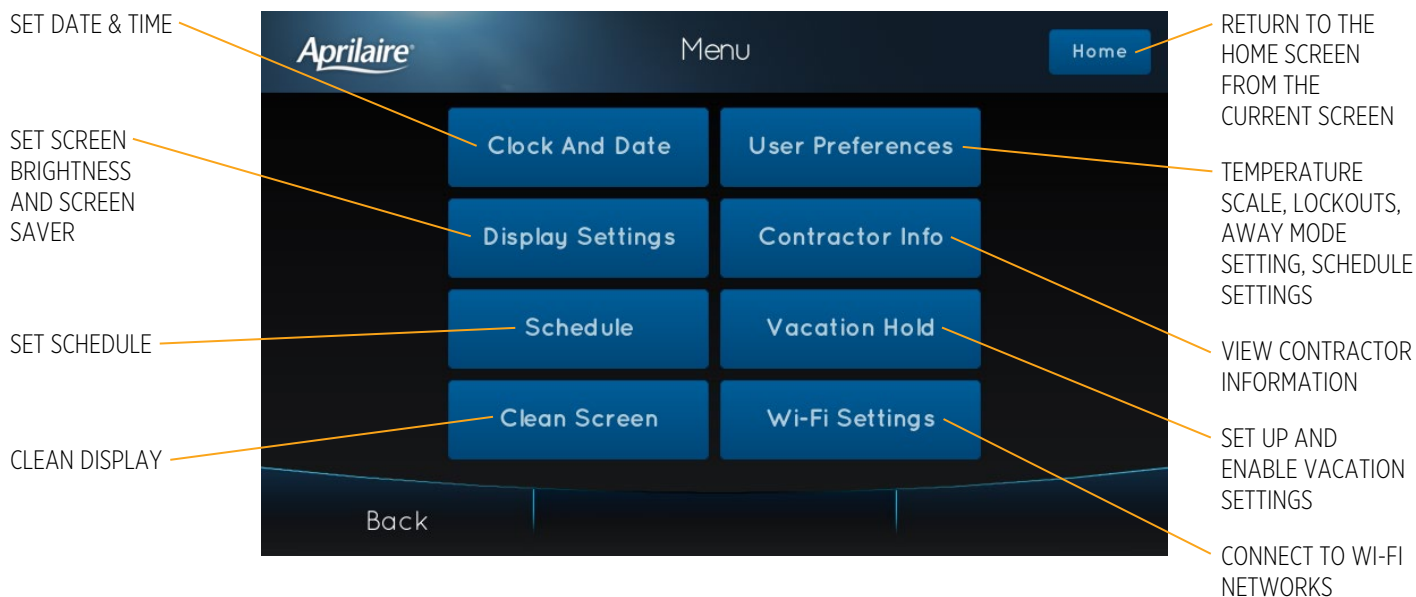 SET DATE & TIME
SET SCREEN
BRIGHTNESS
AND SCREEN
SAVER
SET SCHEDULE
CLEAN DISPLAY
Aprilaire®
Menu
Home
Clock And Date
User Preferences
Display Settings
Contractor Info
Schedule
Vacation Hold
Clean Screen
Wi-Fi Settings
Back
RETURN TO THE
HOME SCREEN
FROM THE
CURRENT SCREEN
TEMPERATURE
SCALE, LOCKOUTS,
AWAY MODE
SETTING, SCHEDULE
SETTINGS
VIEW CONTRACTOR
INFORMATION
SET UP AND
ENABLE VACATION
SETTINGS
CONNECT TO WI-FI
NETWORKS